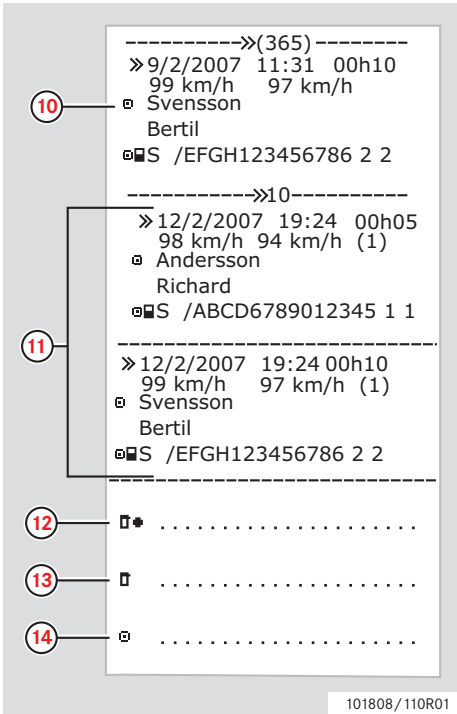 ---------»(365)--------
»9/2/2007 11:31 00h10
99 km/h 97 km/h
10 Svensson
Bertil
S /EFGH123456786 2 2
----------»10----------
»12/2/2007 19:24 00h05
98 km/h 94 km/h (1)
Andersson
Richard
S /ABCD6789012345 1 1
11
»12/2/2007 19:24 00h10
99 km/h 97 km/h (1)
Svensson
Bertil
S /EFGH123456786 2 2
12 .....................
13 .....................
14 .....................
101808/110R01